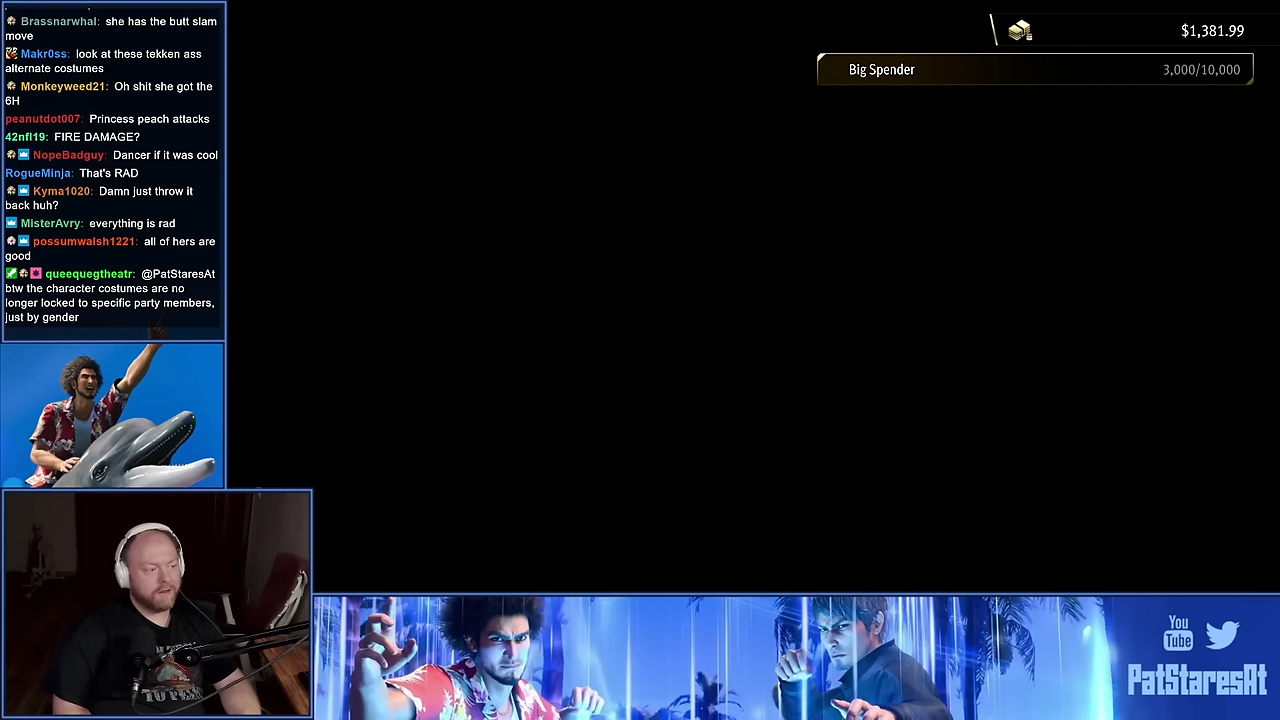 Brassnarwhal: she has the butt slam
move
Makr0ss: look at these tekken ass
alternate costumes
Monkeyweed21: Oh shit she got the
6H
peanutdot007: Princess peach attacks
42nfl19: FIRE DAMAGE?
NopeBadguy: Dancer if it was cool
RogueMinja: That's RAD
Kyma1020: Damn just throw it
back huh?
MisterAvry: everything is rad
possumwalsh1221: all of hers are
good
queequegtheatr: @PatStaresAt
btw the character costumes are no
longer locked to specific party members,
just by gender
$1,381.99
Big Spender 3,000/10,000
You
Tube
PatStaresAt